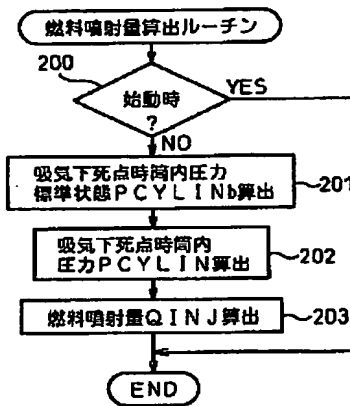 燃料噴射量算出ルーチン
200
始動時
?
YES
NO
吸気下死点時筒内圧力
標準状態PCYLINb算出
201
吸気下死点時筒内
圧力PCYLIN算出
202
燃料噴射量QINJ算出
203
END